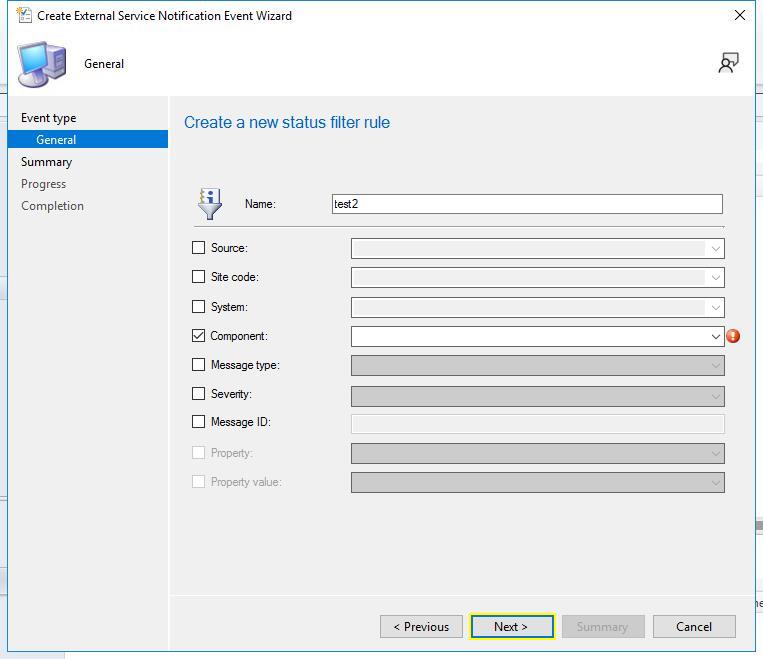 Create External Service Notification Event Wizard
General
Event type
General
Summary
Progress
Completion
Create a new status filter rule
Name: test2
Source:
Site code:
System:
Component:
Message type:
Severity:
Message ID:
Property:
Property value:
< Previous Next > Summary Cancel